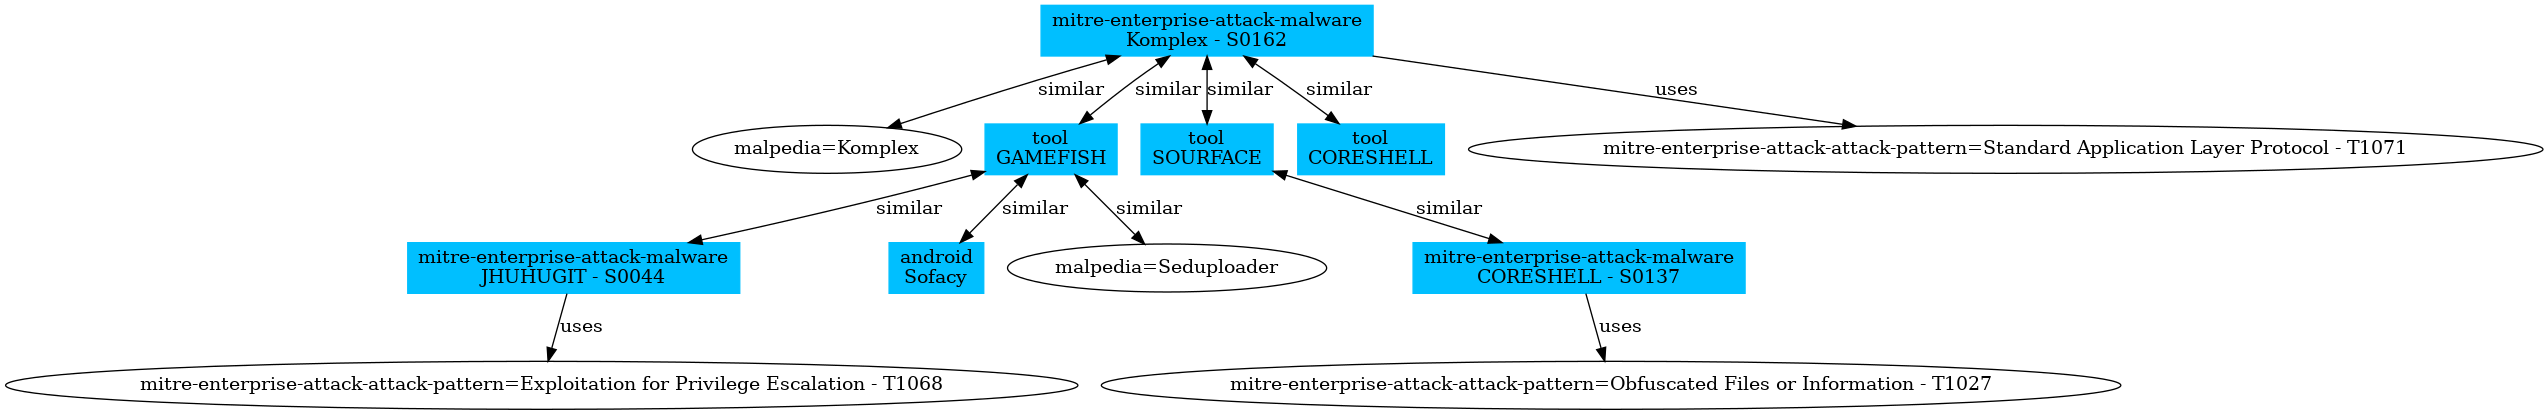 mitre-enterprise-attack-malware
Komplex - S0162
similar
similar
similar
similar
uses
malpedia=Komplex
tool
GAMEFISH
tool
SOURFACE
tool
CORESHELL
mitre-enterprise-attack-attack-pattern=Standard Application Layer Protocol - T1071
similar
similar
similar
similar
mitre-enterprise-attack-malware
JHUHUGIT - S0044
android
Sofacy
malpedia=Seduploader
mitre-enterprise-attack-malware
CORESHELL - S0137
uses
uses
mitre-enterprise-attack-attack-pattern=Exploitation for Privilege Escalation - T1068
mitre-enterprise-attack-attack-pattern=Obfuscated Files or Information - T1027